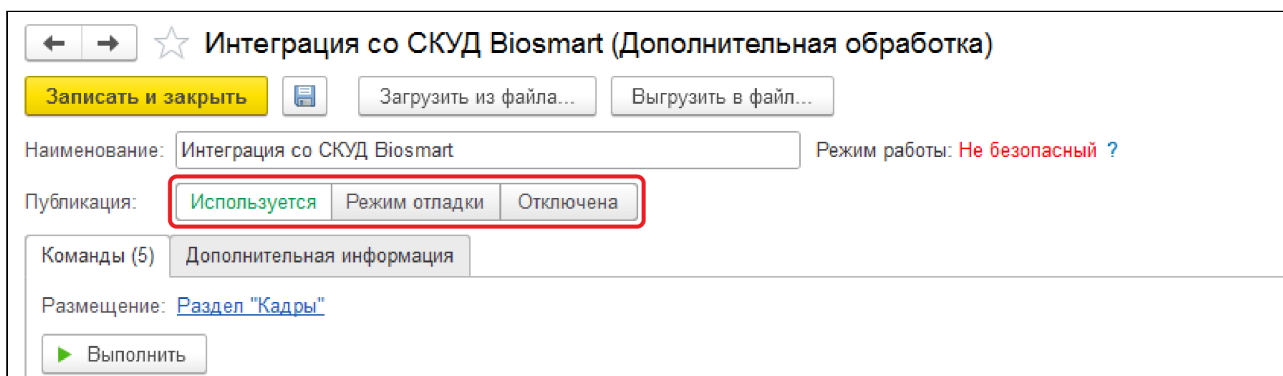 Интеграция со СКУД Biosmart (Дополнительная обработка)
Записать и закрыть Загрузить из файла... Выгрузить в файл...
Наименование: Интеграция со СКУД Biosmart Режим работы: Не безопасный ?
Публикация: Используется Режим отладки Отключена
Команды (5) Дополнительная информация
Размещение: Раздел "Кадры"
Выполнить